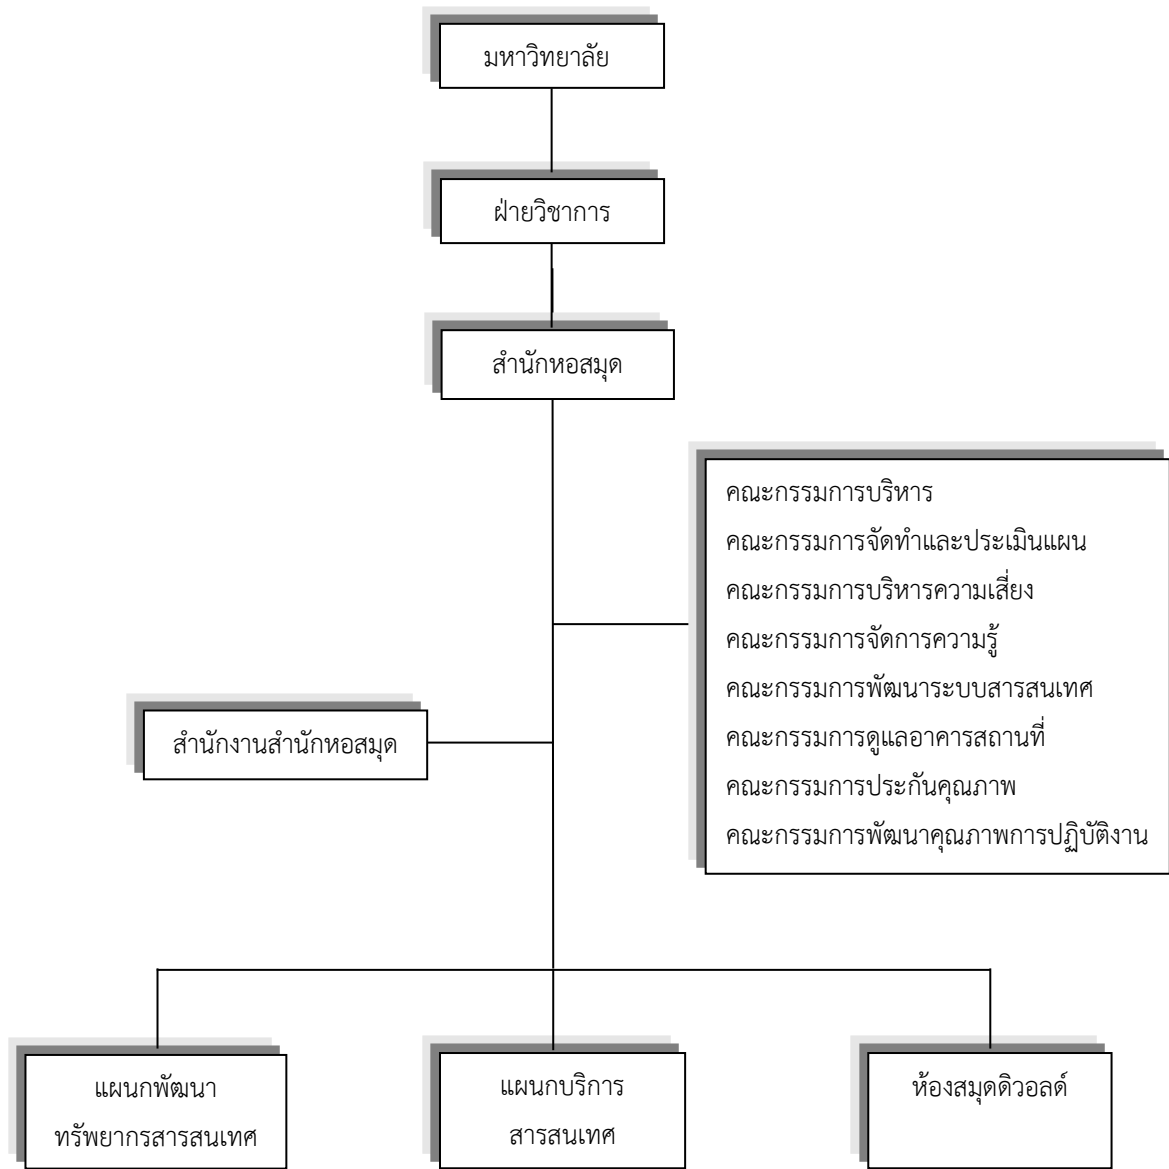 มหาวิทยาลัย
ฝ่ายวิชาการ
สำนักหอสมุด
คณะกรรมการบริหาร
คณะกรรมการจัดทำและประเมินแผน
คณะกรรมการบริหารความเสี่ยง
คณะกรรมการจัดการความรู้
คณะกรรมการพัฒนาระบบสารสนเทศ
คณะกรรมการดูแลอาคารสถานที่
คณะกรรมการประกันคุณภาพ
คณะกรรมการพัฒนาคุณภาพการปฏิบัติงาน
สำนักงานสำนักหอสมุด
แผนกพัฒนา
ทรัพยากรสารสนเทศ
แผนกบริการ
สารสนเทศ
ห้องสมุดดิวอลด์